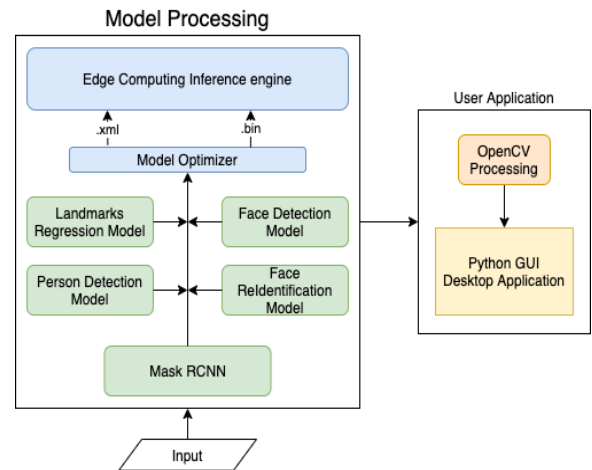 Model Processing
Edge Computing Inference engine
.xml
.bin
Model Optimizer
Landmarks
Regression Model
Face Detection
Model
Person Detection
Model
Face
ReIdentification
Model
Mask RCNN
Input
User Application
OpenCV
Processing
Python GUI
Desktop Application